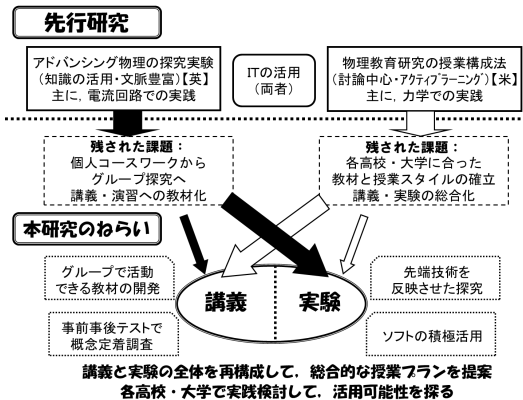 先行研究
アドバンシング物理の探究実験
(知識の活用・文脈豊富)【英】
主に，電流回路での実践
ITの活用
(両者)
物理教育研究の授業構成法
(討論中心・アクティブラーニング)【米】
主に，力学での実践
残された課題：
個人コースワークから
グループ探究へ
講義・演習への教材化
残された課題：
各高校・大学に合った
教材と授業スタイルの確立
講義・実験の総合化
本研究のねらい
グループで活動
できる教材の開発
講義
実験
先端技術を
反映させた探究
事前事後テストで
概念定着調査
ソフトの積極活用
講義と実験の全体を再構成して，総合的な授業プランを提案
各高校・大学で実践検討して，活用可能性を探る